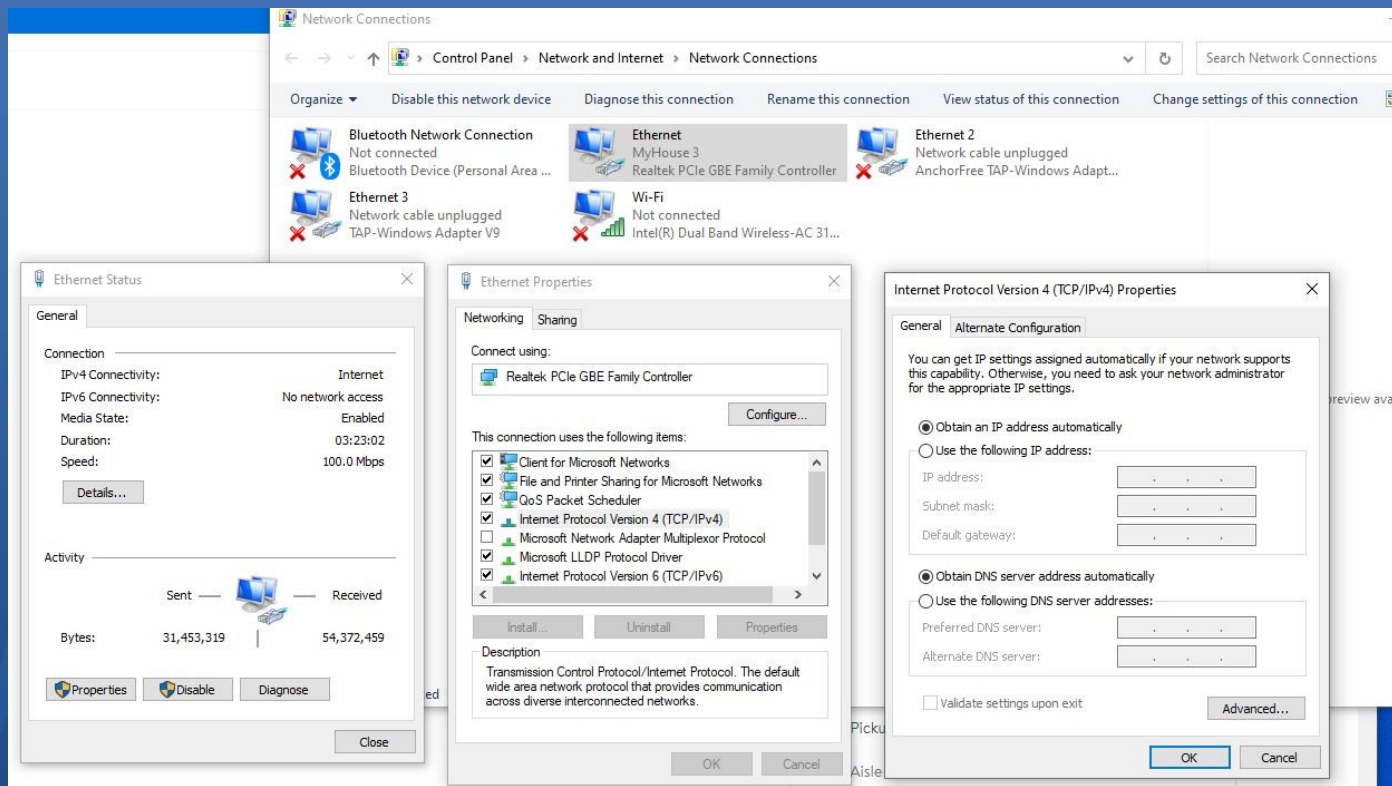 Network Connections
Control Panel > Network and Internet > Network Connections
Search Network Connections
Organize
Disable this network device
Diagnose this connection
Rename this connection
View status of this connection
Change settings of this connection
Bluetooth Network Connection
Not connected
Bluetooth Device (Personal Area ...
Ethernet
MyHouse 3
Realtek PCIe GBE Family Controller
Ethernet 2
Network cable unplugged
AnchorFree TAP-Windows Adapt...
Ethernet 3
Network cable unplugged
TAP-Windows Adapter V9
Wi-Fi
Not connected
Intel(R) Dual Band Wireless-AC 31...
Ethernet Status
General
Connection
IPv4 Connectivity: Internet
IPv6 Connectivity: No network access
Media State: Enabled
Duration: 03:23:02
Speed: 100.0 Mbps
Details...
Activity
Sent — — Received
Bytes: 31,453,319 54,372,459
Properties
Disable
Diagnose
Close
Ethernet Properties
Networking
Sharing
Connect using:
Realtek PCIe GBE Family Controller
Configure...
This connection uses the following items:
Client for Microsoft Networks
File and Printer Sharing for Microsoft Networks
QoS Packet Scheduler
Internet Protocol Version 4 (TCP/IPv4)
Microsoft Network Adapter Multiplexor Protocol
Microsoft LLDP Protocol Driver
Internet Protocol Version 6 (TCP/IPv6)
Install...
Uninstall
Properties
Description
Transmission Control Protocol/Internet Protocol. The default
wide area network protocol that provides communication
across diverse interconnected networks.
OK
Cancel
Internet Protocol Version 4 (TCP/IPv4) Properties
General
Alternate Configuration
You can get IP settings assigned automatically if your network supports
this capability. Otherwise, you need to ask your network administrator
for the appropriate IP settings.
Obtain an IP address automatically
Use the following IP address:
IP address:
Subnet mask:
Default gateway:
Obtain DNS server address automatically
Use the following DNS server addresses:
Preferred DNS server:
Alternate DNS server:
Validate settings upon exit
Advanced...
OK
Cancel
preview ava
ed
Picku
Aisle